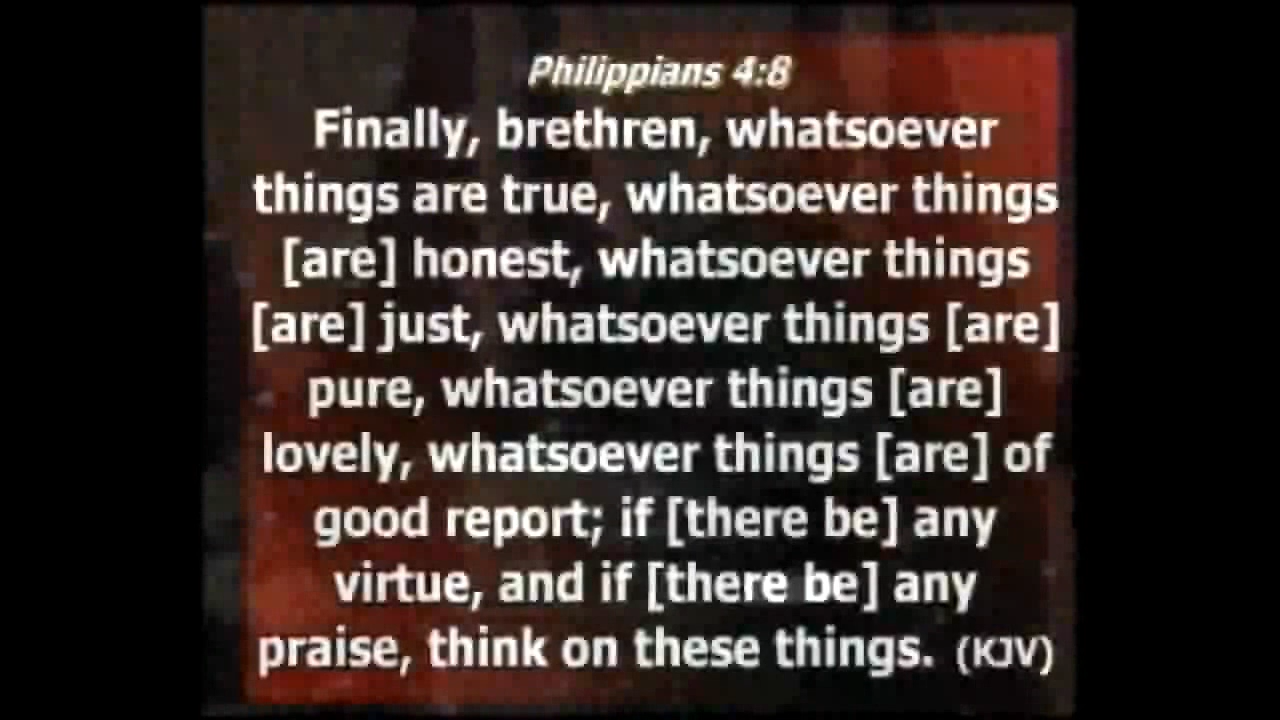 Philippians 4:8
Finally, brethren, whatsoever
things are true, whatsoever things
[are] honest, whatsoever things
[are] just, whatsoever things [are]
pure, whatsoever things [are]
lovely, whatsoever things [are] of
good report; if [there be] any
virtue, and if [there be] any
praise, think on these things. (KJV)